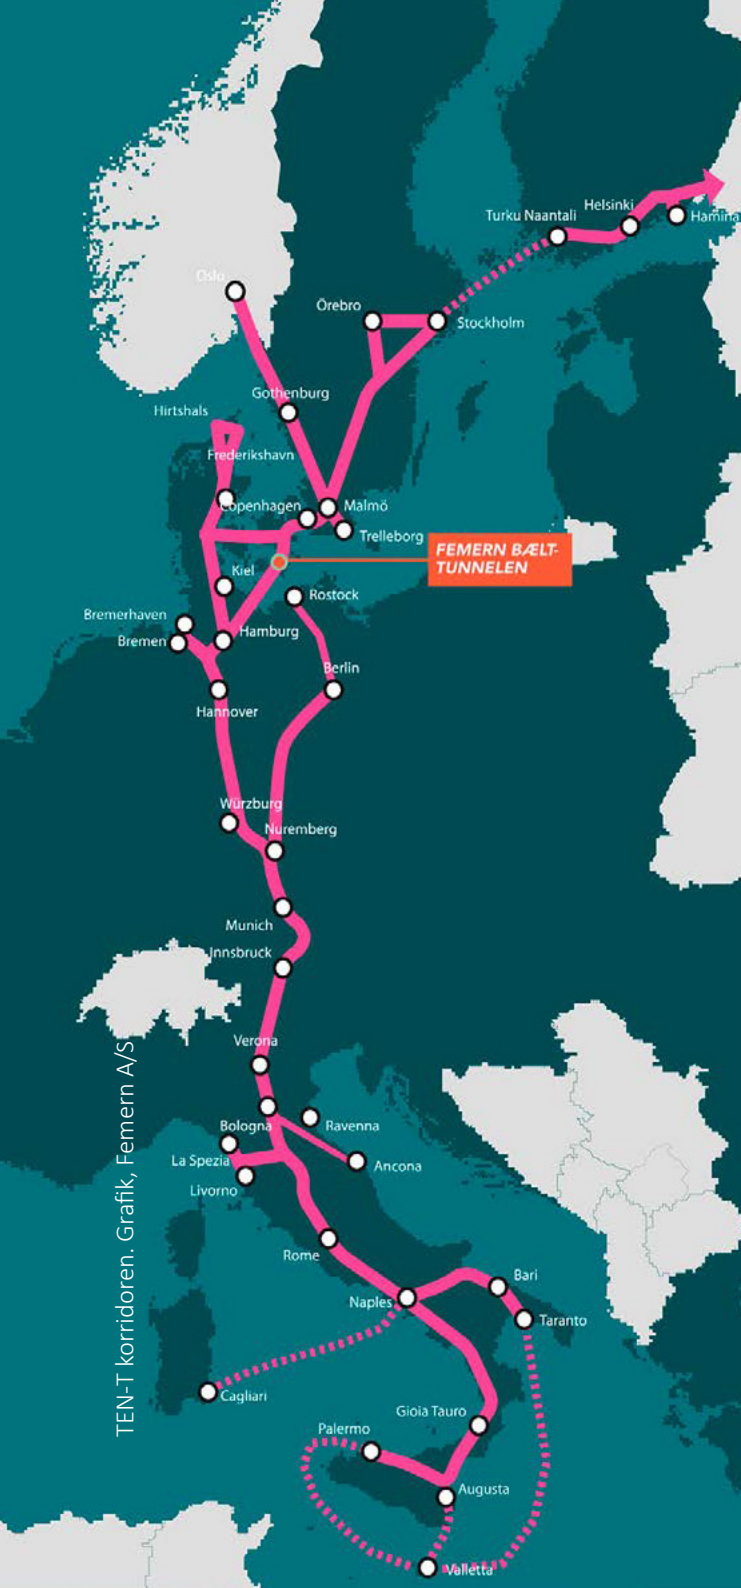 Helsinki
Turku Naantali
Hamina
Oslo
Örebro
Stockholm
Gothenburg
Hirtshals
Frederikshavn
Copenhagen
Malmö
Trelleborg
FEMERN BÆLT-
TUNNELEN
Kiel
Rostock
Bremerhaven
Hamburg
Bremen
Berlin
Hannover
Würzburg
Nuremberg
Munich
Innsbruck
Verona
Bologna
Ravenna
La Spezia
Ancona
Livorno
Rome
Bari
Naples
Taranto
Cagliari
Gioia Tauro
Palermo
Augusta
Valletta
TEN-T korridoren. Grafik, Femern A/S